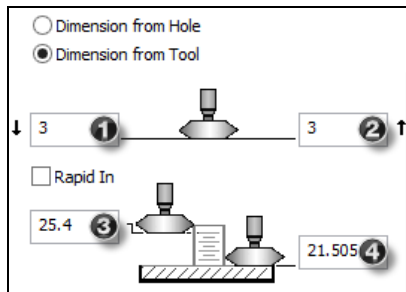 Dimension from Hole
Dimension from Tool
↓ 3 1 3 2 ↑
Rapid In
25.4 3
21.505 4